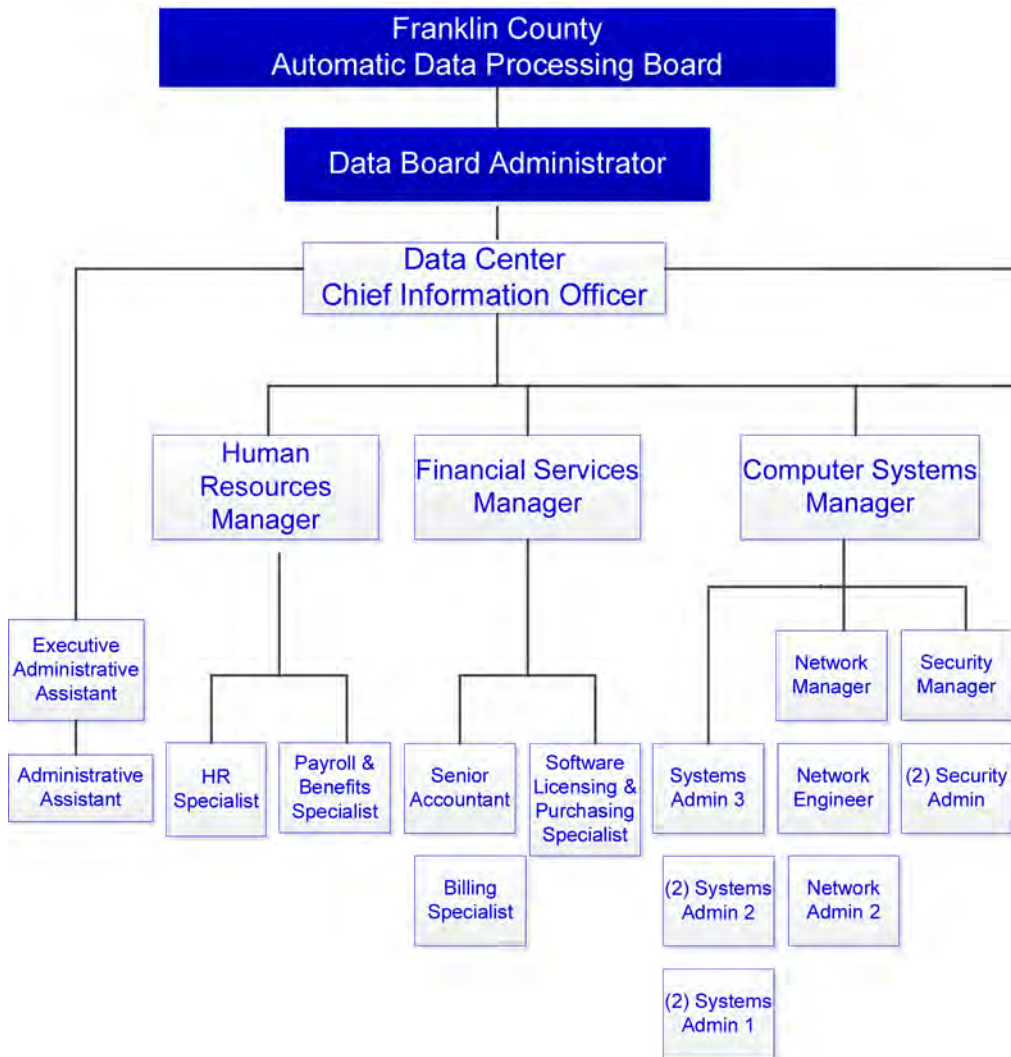 Franklin County
Automatic Data Processing Board
Data Board Administrator
Data Center
Chief Information Officer
Human
Resources
Manager
Financial Services
Manager
Computer Systems
Manager
Executive
Administrative
Assistant
Network
Manager
Security
Manager
Administrative
Assistant
HR
Specialist
Payroll &
Benefits
Specialist
Senior
Accountant
Software
Licensing &
Purchasing
Specialist
Systems
Admin 3
Network
Engineer
(2) Security
Admin
Billing
Specialist
(2) Systems
Admin 2
Network
Admin 2
(2) Systems
Admin 1